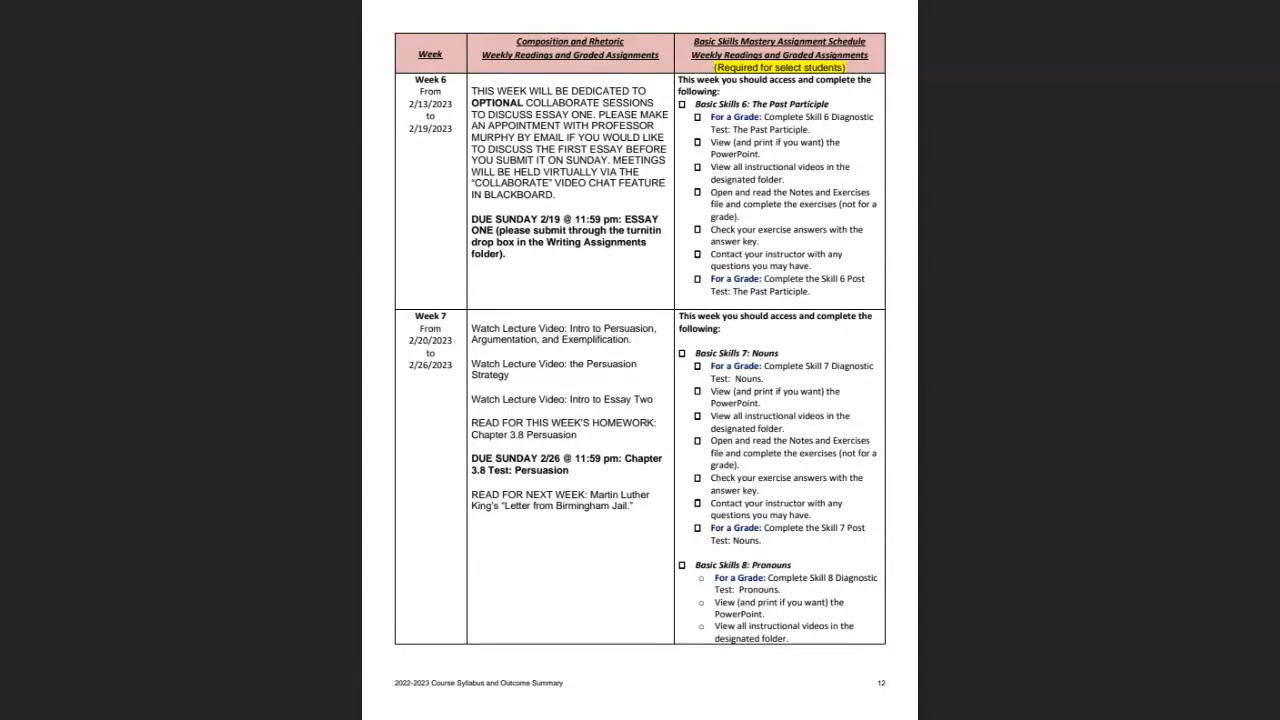 Week
Composition and Rhetoric
Weekly Readings and Graded Assignments
Basic Skills Mastery Assignment Schedule
Weekly Readings and Graded Assignments
(Required for select students)
Week 6
From
2/13/2023
to
2/19/2023
THIS WEEK WILL BE DEDICATED TO
OPTIONAL COLLABORATE SESSIONS
TO DISCUSS ESSAY ONE. PLEASE MAKE
AN APPOINTMENT WITH PROFESSOR
MURPHY BY EMAIL IF YOU WOULD LIKE
TO DISCUSS THE FIRST ESSAY BEFORE
YOU SUBMIT IT ON SUNDAY. MEETINGS
WILL BE HELD VIRTUALLY VIA THE
“COLLABORATE” VIDEO CHAT FEATURE
IN BLACKBOARD.
DUE SUNDAY 2/19 @ 11:59 pm: ESSAY
ONE (please submit through the turnitin
drop box in the Writing Assignments
folder).
This week you should access and complete the
following:
Basic Skills 6: The Past Participle
For a Grade: Complete Skill 6 Diagnostic
Test: The Past Participle.
View (and print if you want) the
PowerPoint.
View all instructional videos in the
designated folder.
Open and read the Notes and Exercises
file and complete the exercises (not for a
grade).
Check your exercise answers with the
answer key.
Contact your instructor with any
questions you may have.
For a Grade: Complete the Skill 6 Post
Test: The Past Participle.
Week 7
From
2/20/2023
to
2/26/2023
Watch Lecture Video: Intro to Persuasion,
Argumentation, and Exemplification.
Watch Lecture Video: the Persuasion
Strategy
Watch Lecture Video: Intro to Essay Two
READ FOR THIS WEEK'S HOMEWORK:
Chapter 3.8 Persuasion
DUE SUNDAY 2/26 @ 11:59 pm: Chapter
3.8 Test: Persuasion
READ FOR NEXT WEEK: Martin Luther
King's “Letter from Birmingham Jail.”
This week you should access and complete the
following:
Basic Skills 7: Nouns
For a Grade: Complete Skill 7 Diagnostic
Test: Nouns.
View (and print if you want) the
PowerPoint.
View all instructional videos in the
designated folder.
Open and read the Notes and Exercises
file and complete the exercises (not for a
grade).
Check your exercise answers with the
answer key.
Contact your instructor with any
questions you may have.
For a Grade: Complete the Skill 7 Post
Test: Nouns.
Basic Skills 8: Pronouns
For a Grade: Complete Skill 8 Diagnostic
Test: Pronouns.
View (and print if you want) the
PowerPoint.
View all instructional videos in the
designated folder.
2022-2023 Course Syllabus and Outcome Summary
12